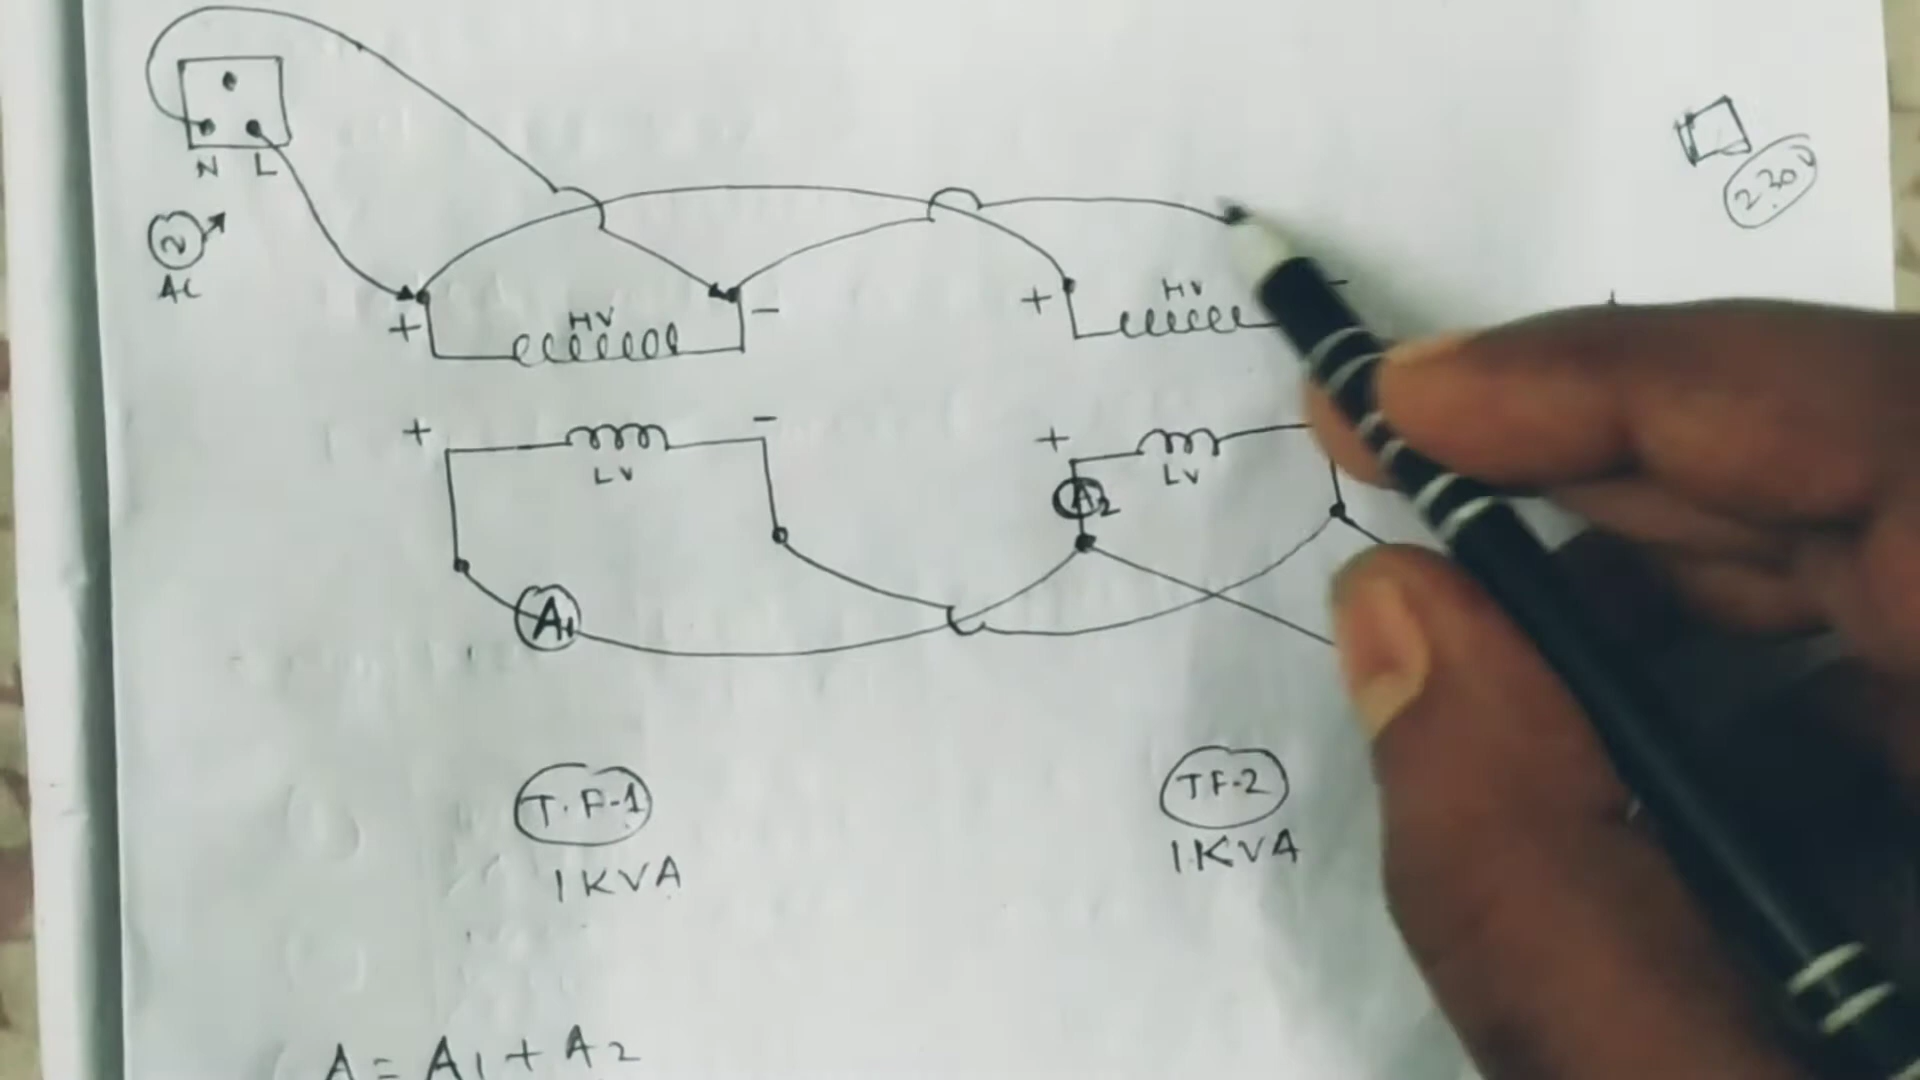 N L
AC
230V
+ HV -
+ HV -
+ LV -
+ LV
A2
A1
T.F-1
1KVA
TF-2
1KVA
A = A1 + A2